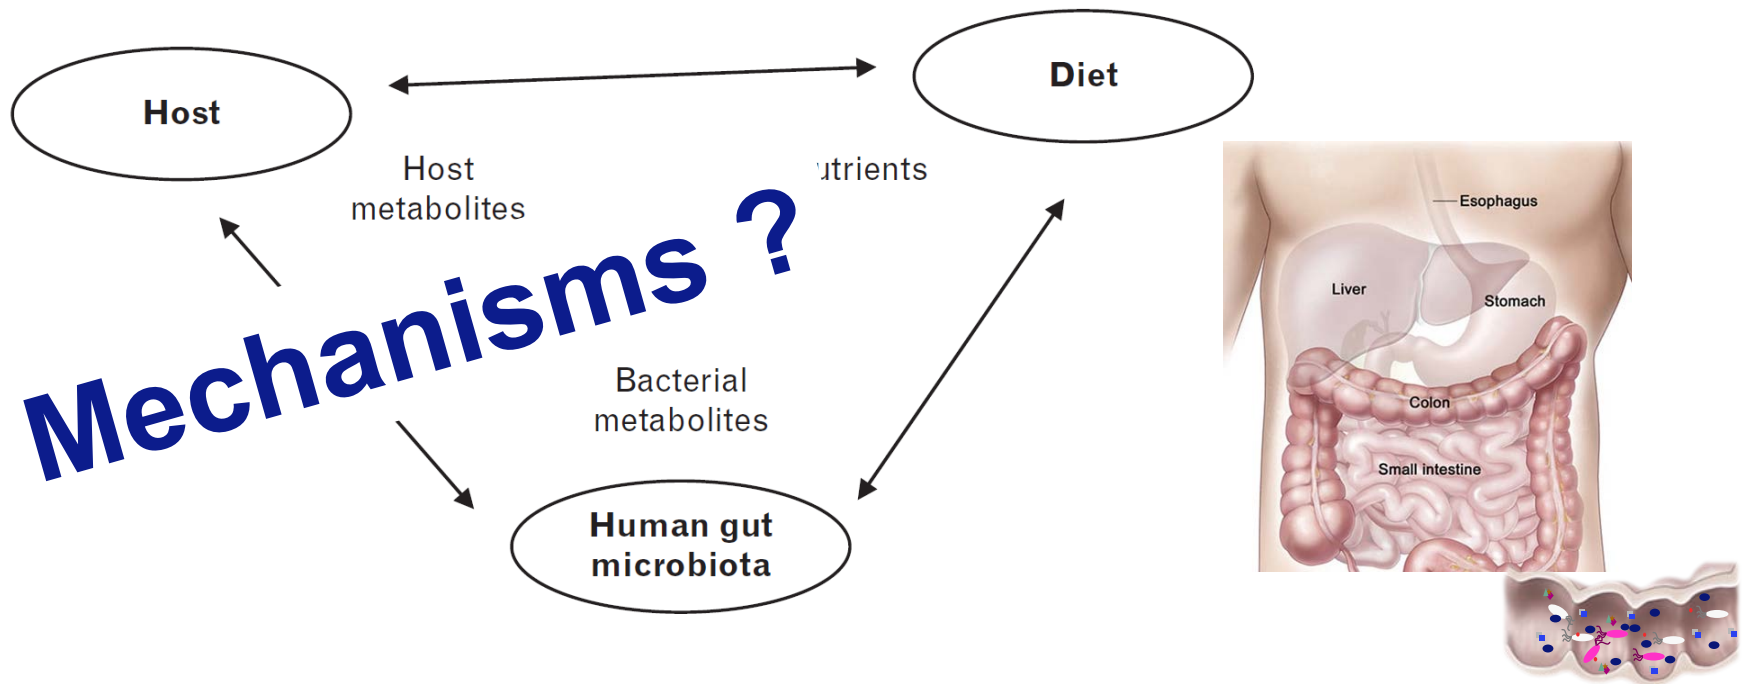 Host
Diet
Host
metabolites
utrients
Mechanisms ?
Bacterial
metabolites
Human gut
microbiota
Esophagus
Liver
Stomach
Colon
Small intestine